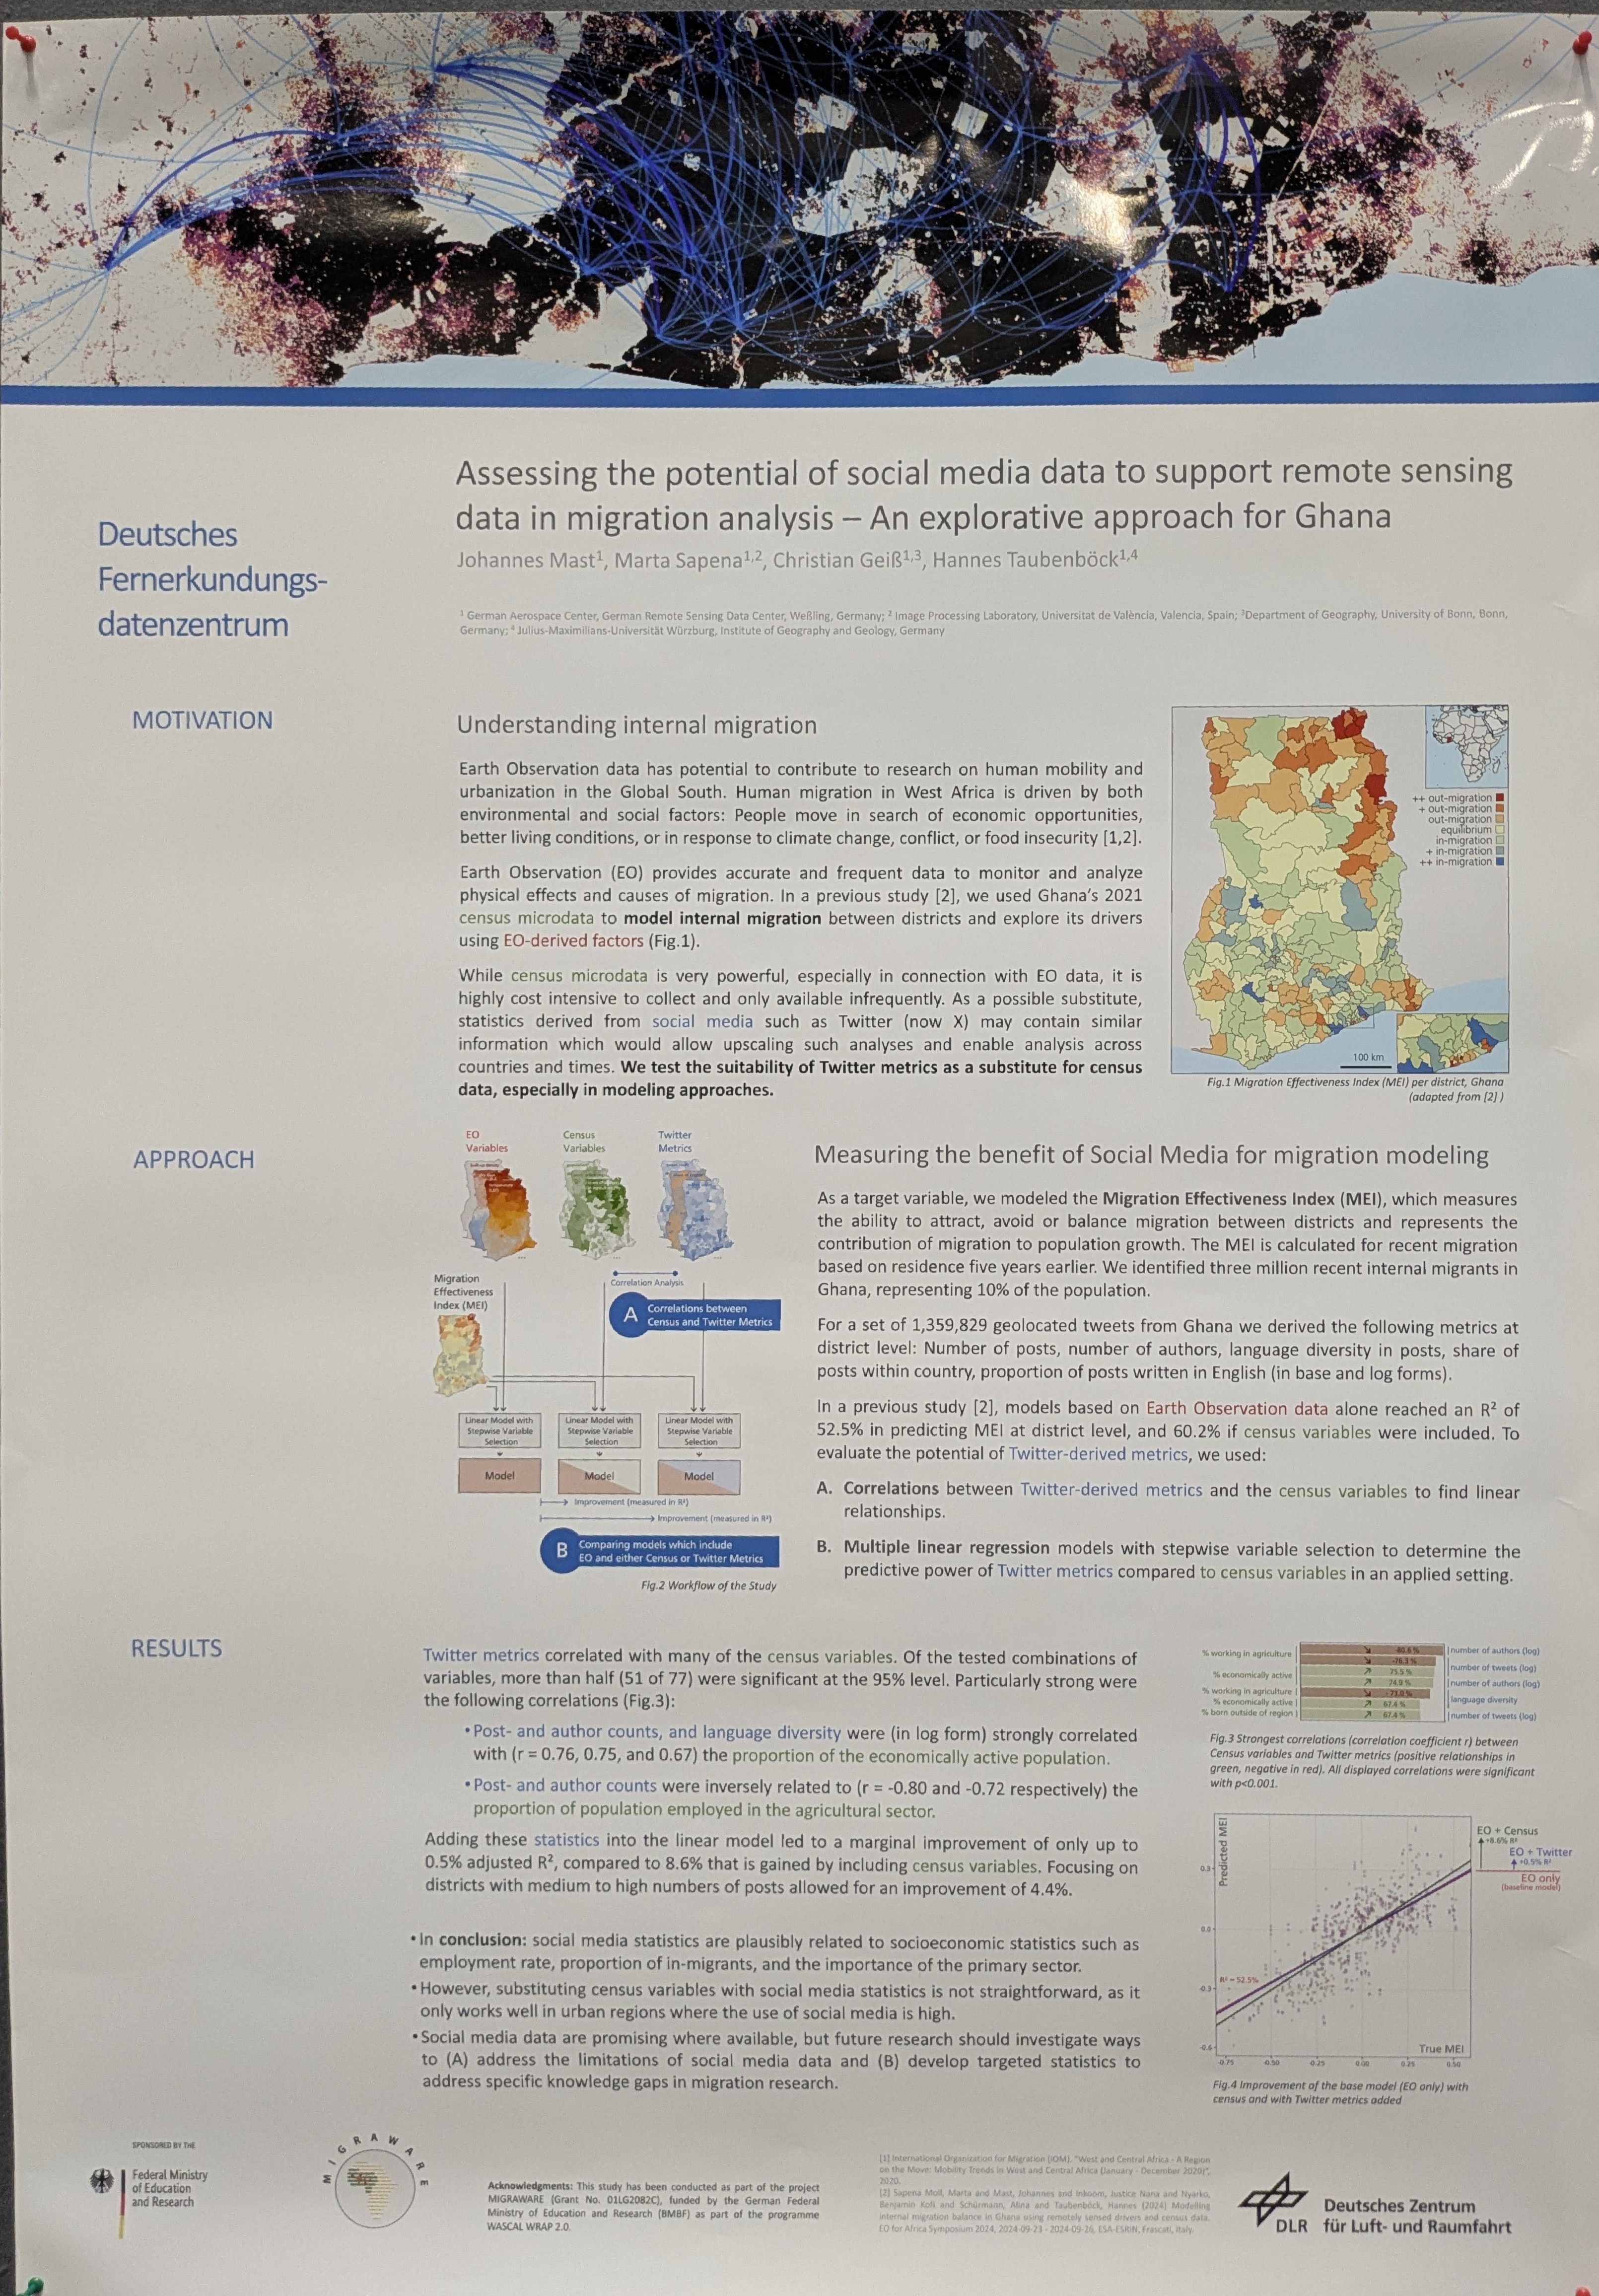 Deutsches
Fernerkundungs-
datenzentrum
Assessing the potential of social media data to support remote sensing
data in migration analysis – An explorative approach for Ghana
Johannes Mast¹, Marta Sapena¹,², Christian Geiß¹,³, Hannes Taubenböck¹,⁴
¹ German Aerospace Center, German Remote Sensing Data Center, Weßling, Germany; ² Image Processing Laboratory, Universitat de València, Valencia, Spain; ³Department of Geography, University of Bonn, Bonn,
Germany; ⁴ Julius-Maximilians-Universität Würzburg, Institute of Geography and Geology, Germany
MOTIVATION
Understanding internal migration
Earth Observation data has potential to contribute to research on human mobility and
urbanization in the Global South. Human migration in West Africa is driven by both
environmental and social factors: People move in search of economic opportunities,
better living conditions, or in response to climate change, conflict, or food insecurity [1,2].
Earth Observation (EO) provides accurate and frequent data to monitor and analyze
physical effects and causes of migration. In a previous study [2], we used Ghana's 2021
census microdata to model internal migration between districts and explore its drivers
using EO-derived factors (Fig.1).
While census microdata is very powerful, especially in connection with EO data, it is
highly cost intensive to collect and only available infrequently. As a possible substitute,
statistics derived from social media such as Twitter (now X) may contain similar
information which would allow upscaling such analyses and enable analysis across
countries and times. We test the suitability of Twitter metrics as a substitute for census
data, especially in modeling approaches.
++ out-migration
+ out-migration
out-migration
equilibrium
in-migration
+ in-migration
++ in-migration
100 km
Fig.1 Migration Effectiveness Index (MEI) per district, Ghana
(adapted from [2] )
APPROACH
EO
Variables
Census
Variables
Twitter
Metrics
Migration
Effectiveness
Index (MEI)
Correlation Analysis
A
Correlations between
Census and Twitter Metrics
Linear Model with
Stepwise Variable
Selection
Linear Model with
Stepwise Variable
Selection
Linear Model with
Stepwise Variable
Selection
Model
Model
Model
Improvement (measured in R²)
Improvement (measured in R²)
B
Comparing models which include
EO and either Census or Twitter Metrics
Fig.2 Workflow of the Study
Measuring the benefit of Social Media for migration modeling
As a target variable, we modeled the Migration Effectiveness Index (MEI), which measures
the ability to attract, avoid or balance migration between districts and represents the
contribution of migration to population growth. The MEI is calculated for recent migration
based on residence five years earlier. We identified three million recent internal migrants in
Ghana, representing 10% of the population.
For a set of 1,359,829 geolocated tweets from Ghana we derived the following metrics at
district level: Number of posts, number of authors, language diversity in posts, share of
posts within country, proportion of posts written in English (in base and log forms).
In a previous study [2], models based on Earth Observation data alone reached an R² of
52.5% in predicting MEI at district level, and 60.2% if census variables were included. To
evaluate the potential of Twitter-derived metrics, we used:
A. Correlations between Twitter-derived metrics and the census variables to find linear
relationships.
B. Multiple linear regression models with stepwise variable selection to determine the
predictive power of Twitter metrics compared to census variables in an applied setting.
RESULTS
Twitter metrics correlated with many of the census variables. Of the tested combinations of
variables, more than half (51 of 77) were significant at the 95% level. Particularly strong were
the following correlations (Fig.3):
• Post- and author counts, and language diversity were (in log form) strongly correlated
with (r = 0.76, 0.75, and 0.67) the proportion of the economically active population.
• Post- and author counts were inversely related to (r = -0.80 and -0.72 respectively) the
proportion of population employed in the agricultural sector.
Adding these statistics into the linear model led to a marginal improvement of only up to
0.5% adjusted R², compared to 8.6% that is gained by including census variables. Focusing on
districts with medium to high numbers of posts allowed for an improvement of 4.4%.
• In conclusion: social media statistics are plausibly related to socioeconomic statistics such as
employment rate, proportion of in-migrants, and the importance of the primary sector.
• However, substituting census variables with social media statistics is not straightforward, as it
only works well in urban regions where the use of social media is high.
• Social media data are promising where available, but future research should investigate ways
to (A) address the limitations of social media data and (B) develop targeted statistics to
address specific knowledge gaps in migration research.
% working in agriculture
% economically active
% working in agriculture
% economically active
% born outside of region
-80.6 %
-76.3 %
75.5 %
74.9 %
67.4 %
67.4 %
number of authors (log)
number of tweets (log)
number of authors (log)
language diversity
number of tweets (log)
Fig.3 Strongest correlations (correlation coefficient r) between
Census variables and Twitter metrics (positive relationships in
green, negative in red). All displayed correlations were significant
with p<0.001.
Predicted MEI
0.3
0.0
-0.3
-0.6
-0.75 -0.50 -0.25 0.00 0.25 0.50
R² = 52.5%
True MEI
EO + Census
+8.6% R²
EO + Twitter
+0.5% R²
EO only
(baseline model)
Fig.4 Improvement of the base model (EO only) with
census and with Twitter metrics added
SPONSORED BY THE
Federal Ministry
of Education
and Research
MIGRAWARE
Acknowledgments: This study has been conducted as part of the project
MIGRAWARE (Grant No. 01LG2082C), funded by the German Federal
Ministry of Education and Research (BMBF) as part of the programme
WASCAL WRAP 2.0.
[1] International Organization for Migration (IOM). "West and Central Africa - A Region
on the Move: Mobility Trends in West and Central Africa (January - December 2020)",
2020.
[2] Sapena Moll, Marta and Mast, Johannes and Inkoom, Justice Nana and Nyarko,
Benjamin Kofi and Schürmann, Alina and Taubenböck, Hannes (2024) Modelling
internal migration balance in Ghana using remotely sensed drivers and census data.
EO for Africa Symposium 2024, 2024-09-23 - 2024-09-26, ESA-ESRIN, Frascati, Italy.
DLR
Deutsches Zentrum
für Luft- und Raumfahrt